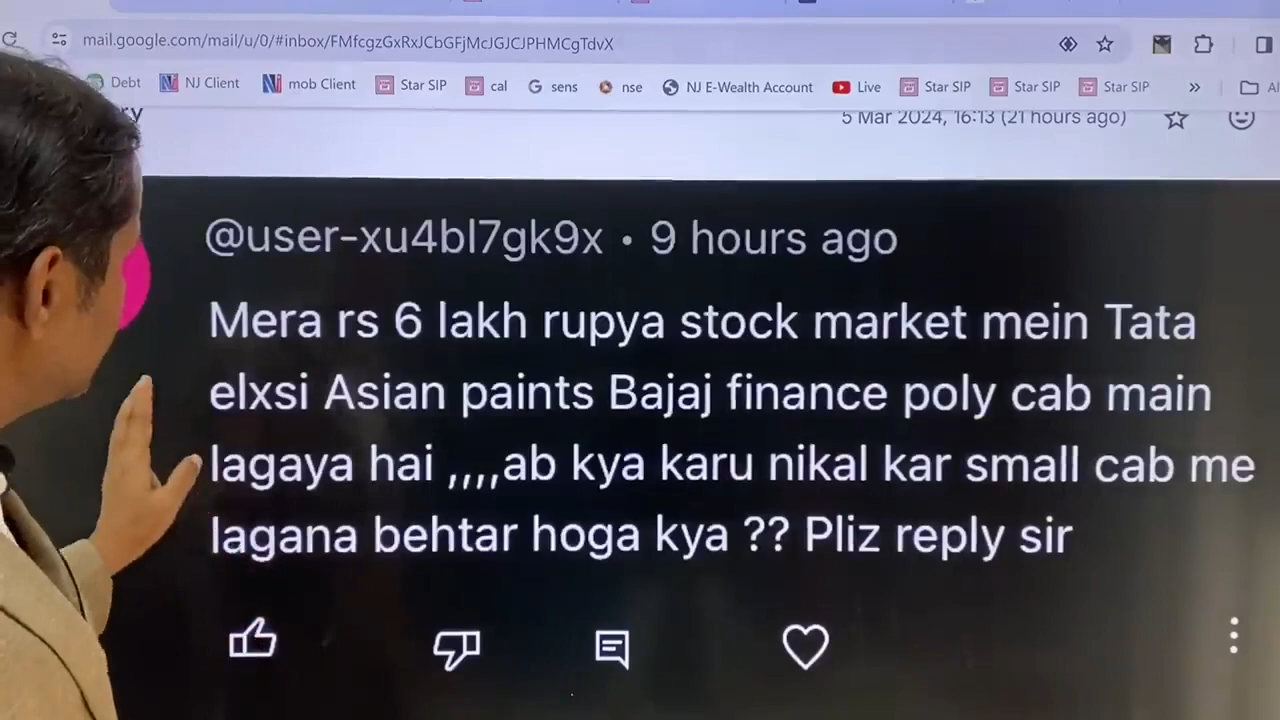 mail.google.com/mail/u/0/#inbox/FMfcgzGxRxJCbGFjMcJGJCJPHMCgTdvX
Debt NJ Client mob Client Star SIP cal sens nse NJ E-Wealth Account Live Star SIP Star SIP Star SIP »
5 Mar 2024, 16:13 (21 hours ago)
@user-xu4bl7gk9x • 9 hours ago
Mera rs 6 lakh rupya stock market mein Tata
elxsi Asian paints Bajaj finance poly cab main
lagaya hai ,,,,ab kya karu nikal kar small cab me
lagana behtar hoga kya ?? Pliz reply sir